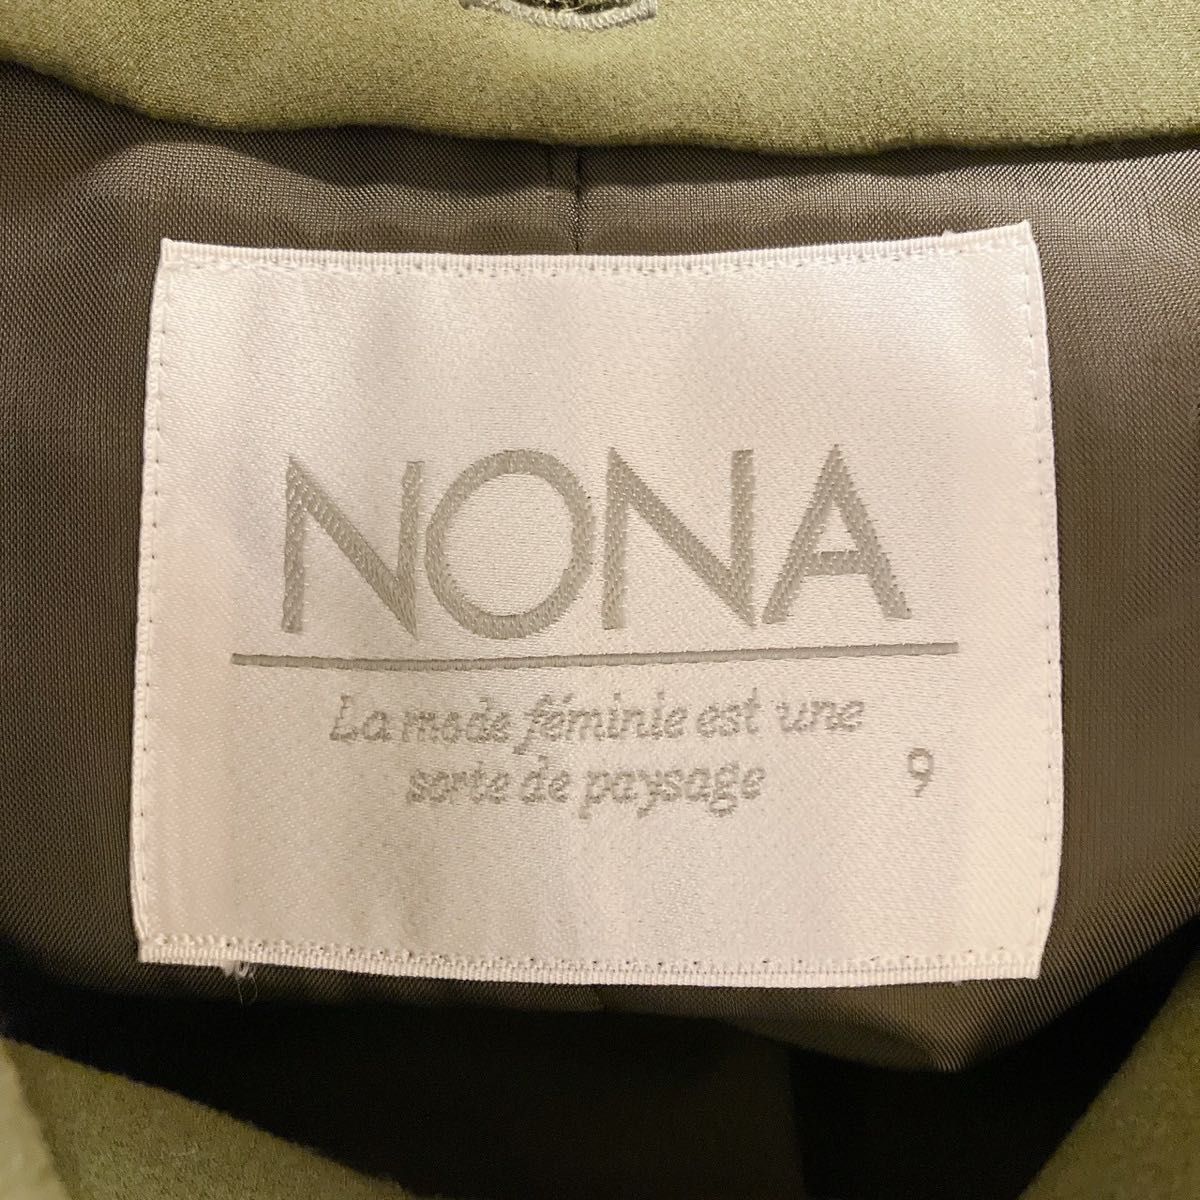 NONA
La mode féminie est une
sorte de paysage
9